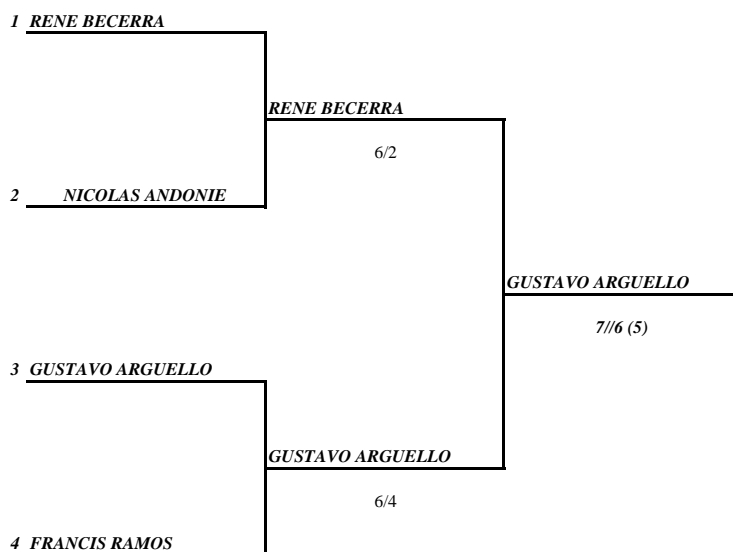 1 RENE BECERRA
RENE BECERRA
6/2
2 NICOLAS ANDONIE
GUSTAVO ARGUELLO
7//6 (5)
3 GUSTAVO ARGUELLO
GUSTAVO ARGUELLO
6/4
4 FRANCIS RAMOS